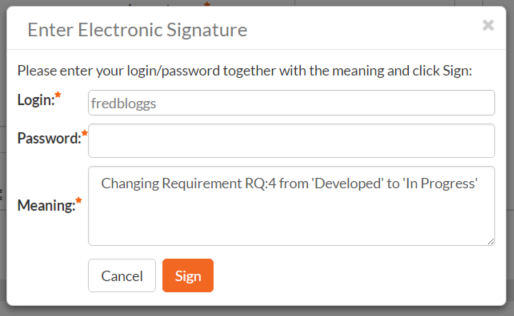 Enter Electronic Signature ×
Please enter your login/password together with the meaning and click Sign:
Login:* fredbloggs
Password:*
Changing Requirement RQ:4 from 'Developed' to 'In Progress'
Meaning:*
Cancel Sign